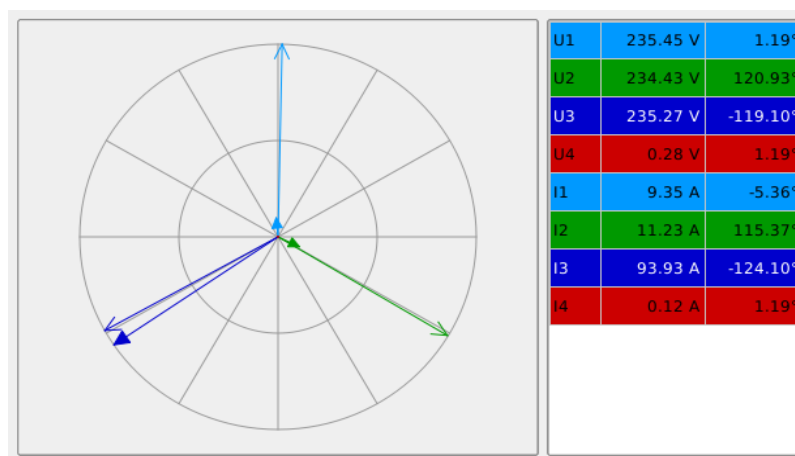 U1 235.45 V 1.19°
U2 234.43 V 120.93°
U3 235.27 V -119.10°
U4 0.28 V 1.19°
I1 9.35 A -5.36°
I2 11.23 A 115.37°
I3 93.93 A -124.10°
I4 0.12 A 1.19°